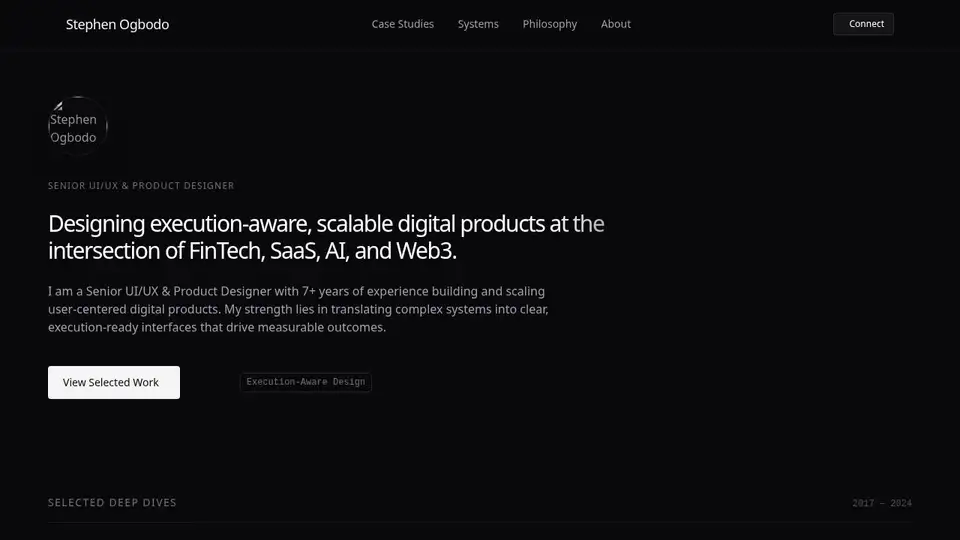 Stephen Ogbodo
Case Studies
Systems
Philosophy
About
Connect
Stephen
Ogbodo
SENIOR UI/UX & PRODUCT DESIGNER
Designing execution-aware, scalable digital products at the
intersection of FinTech, SaaS, AI, and Web3.
I am a Senior UI/UX & Product Designer with 7+ years of experience building and scaling
user-centered digital products. My strength lies in translating complex systems into clear,
execution-ready interfaces that drive measurable outcomes.
View Selected Work
Execution-Aware Design
SELECTED DEEP DIVES
2017 — 2024